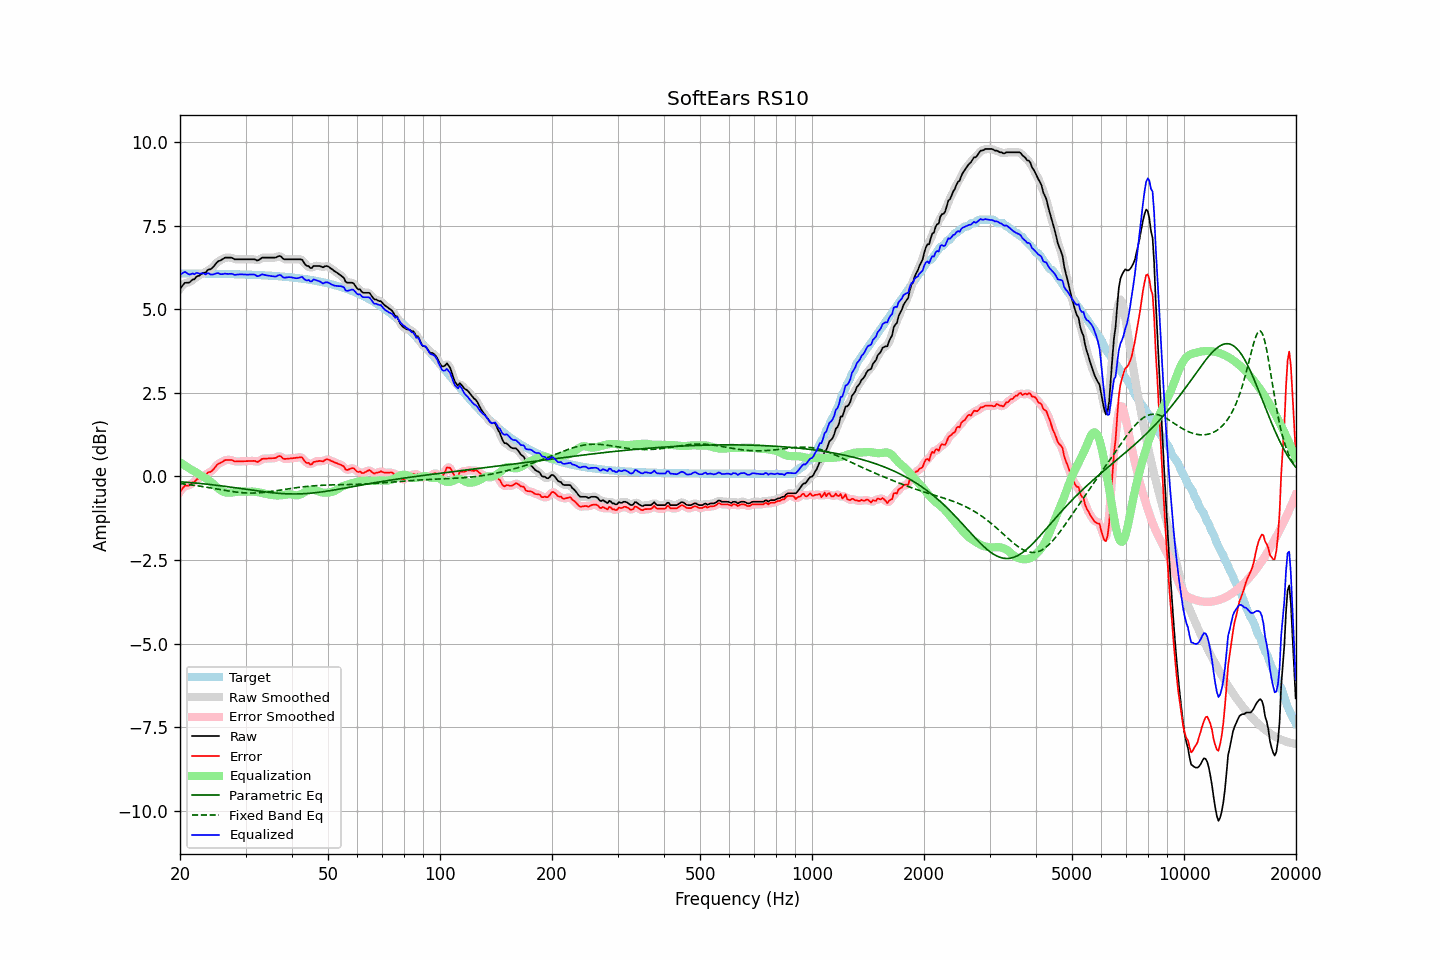 SoftEars RS10
Amplitude (dBr)
10.0
7.5
5.0
2.5
0.0
−2.5
−5.0
−7.5
−10.0
Target
Raw Smoothed
Error Smoothed
Raw
Error
Equalization
Parametric Eq
Fixed Band Eq
Equalized
20 50 100 200 500 1000 2000 5000 10000 20000
Frequency (Hz)